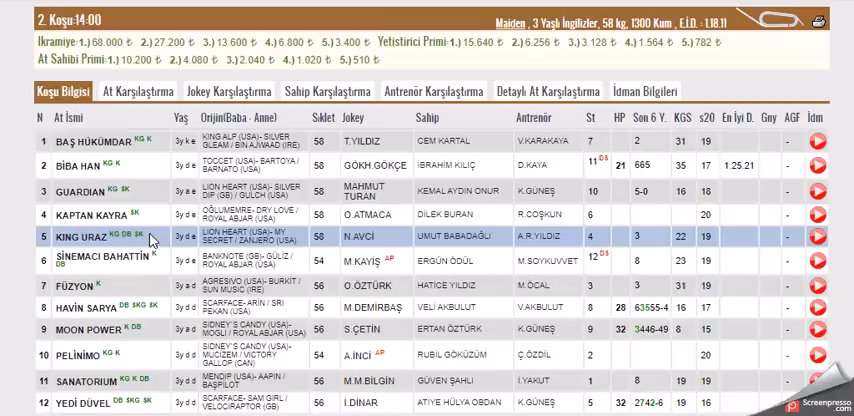 2. Koşu:14:00
Maiden , 3 Yaşlı İngilizler, 58 kg, 1300 Kum , E.İ.D. : 1.18.11
Ikramiye:1.) 68.000 ₺ 2.) 27.200 ₺ 3.) 13.600 ₺ 4.) 6.800 ₺ 5.) 3.400 ₺ Yetistirici Primi:1.) 15.640 ₺ 2.) 6.256 ₺ 3.) 3.128 ₺ 4.) 1.564 ₺ 5.) 782 ₺
At Sahibi Primi:1.) 10.200 ₺ 2.) 4.080 ₺ 3.) 2.040 ₺ 4.) 1.020 ₺ 5.) 510 ₺
Koşu Bilgisi At Karşılaştırma Jokey Karşılaştırma Sahip Karşılaştırma Antrenör Karşılaştırma Detaylı At Karşılaştırma İdman Bilgileri
N At İsmi Yaş Orijin(Baba - Anne) Sıklet Jokey Sahip Antrenör St HP Son 6 Y. KGS s20 En İyi D. Gny AGF İdm
1 BAŞ HÜKÜMDAR KG K 3y k e KING ALP (USA)- SILVER GLEAM / BIN AJWAAD (IRE) 58 T.YILDIZ CEM KARTAL V.KARAKAYA 7 2 31 19 -
2 BİBA HAN KG K 3y d e TOCCET (USA)- BARTOYA / BARNATO (USA) 58 GÖKH.GÖKÇE İBRAHİM KILIÇ D.KAYA 11 DS 21 665 35 17 1.25.21 -
3 GUARDIAN KG SK 3y d e LION HEART (USA)- SILVER DIP (GB) / GULCH (USA) 58 MAHMUT TURAN KEMAL AYDIN ONUR K.GÜNEŞ 10 5-0 K.GÜNEŞ 16 19 -
4 KAPTAN KAYRA SK 3y d e OĞLUMEMRE- DRY LOVE / ROYAL ABJAR (USA) 58 O.ATMACA DİLEK BURAN R.COŞKUN 6 20 -
5 KING URAZ KG DB SK 3y d e LION HEART (USA)- MY SECRET / ZANJERO (USA) 58 N.AVCİ UMUT BABADAĞLI A.R.YILDIZ 4 3 22 19 -
6 SİNEMACI BAHATTİN K DB 3y d e BANKNOTE (GB)- GÜLİZ / ROYAL ABJAR (USA) 54 M.KAYİŞ AP ERGÜN ÖDÜL M.SOYKUVVET 12 DS 8 23 19 -
7 FÜZYON K 3y a d AGRESIVO (USA)- BURKIT / SUN MUSIC (IRE) 56 O.ÖZTÜRK HATİCE YILDIZ M.ÖCAL 3 3 31 19 -
8 HAVİN SARYA DB SKG SK 3y d d SCARFACE- ARİN / SRI PEKAN (USA) 56 M.DEMİRBAŞ VELİ AKBULUT V.AKBULUT 8 28 63555-4 16 17 -
9 MOON POWER K DB 3y a d SIDNEY'S CANDY (USA)- MOGLI / ROYAL ABJAR (USA) 56 S.ÇETİN ERTAN ÖZTÜRK K.GÜNEŞ 9 32 3446-49 8 15 -
10 PELİNİMO KG K 3y d d SIDNEY'S CANDY (USA)- MUCİZEM / VICTORY GALLOP (CAN) 54 A.İNCİ AP RUBİL GÖKÜZÜM Ç.ÖZDİL 2 s20 20 -
11 SANATORIUM KG K DB 3y d d MENDIP (USA)- AAPIN / BAŞPİLOT 56 M.M.BİLGİN GÜVEN ŞAHLI İ.YAKUT 1 8 19 19 -
12 YEDİ DÜVEL DB SKG SK 3y d d SCARFACE- SAM GIRL / VELOCIRAPTOR (GB) 56 İ.DİNAR ATİYE HÜLYA OBDAN K.GÜNEŞ 5 32 2742-6 19 16 -
Screenpresso
.com